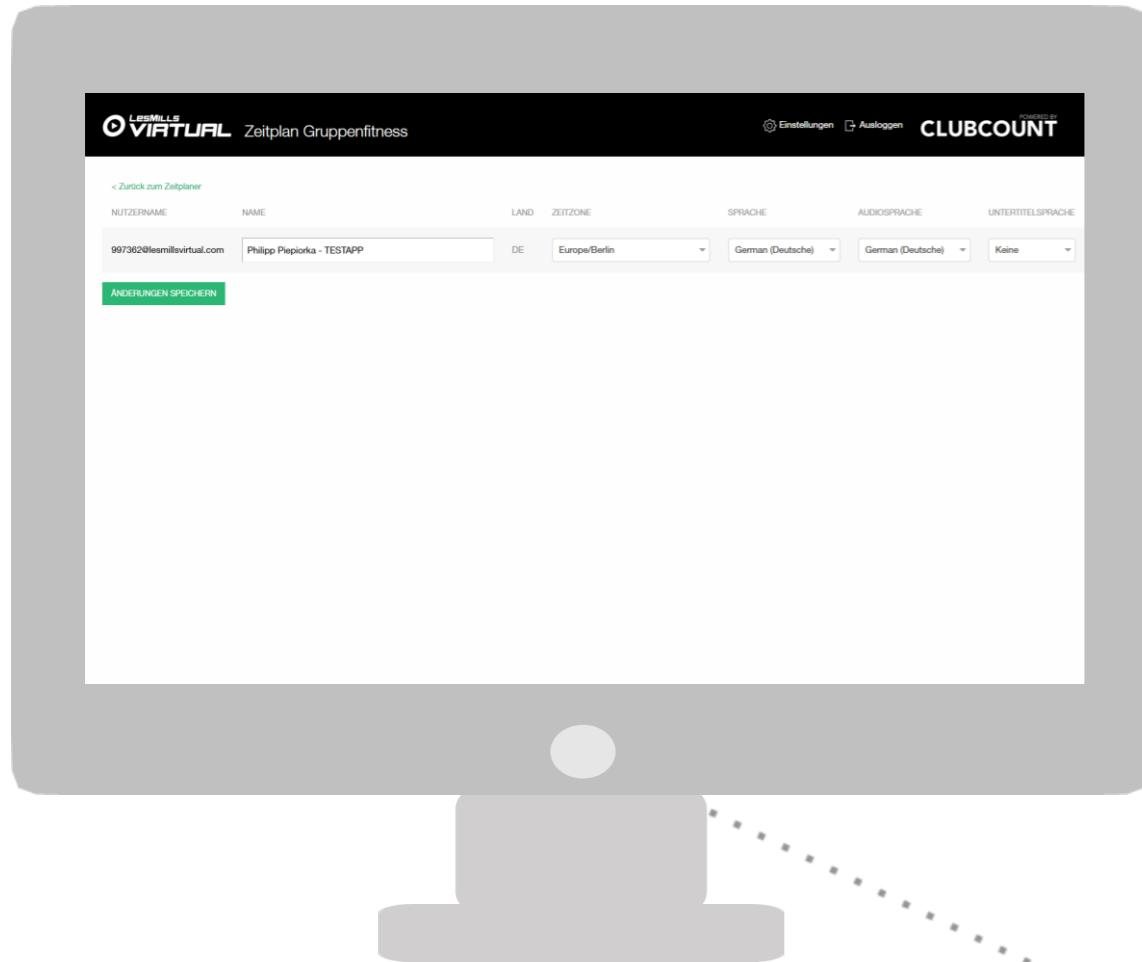 LESMILLS
VIRTUAL Zeitplan Gruppenfitness
Einstellungen Ausloggen
POWERED BY
CLUBCOUNT
< Zurück zum Zeitplaner
NUTZERNAME NAME LAND ZEITZONE SPRACHE AUDIOSPRACHE UNTERTITELSPRACHE
997362@lesmillsvirtual.com Philipp Piepiorka - TESTAPP DE Europe/Berlin German (Deutsche) German (Deutsche) Keine
ÄNDERUNGEN SPEICHERN